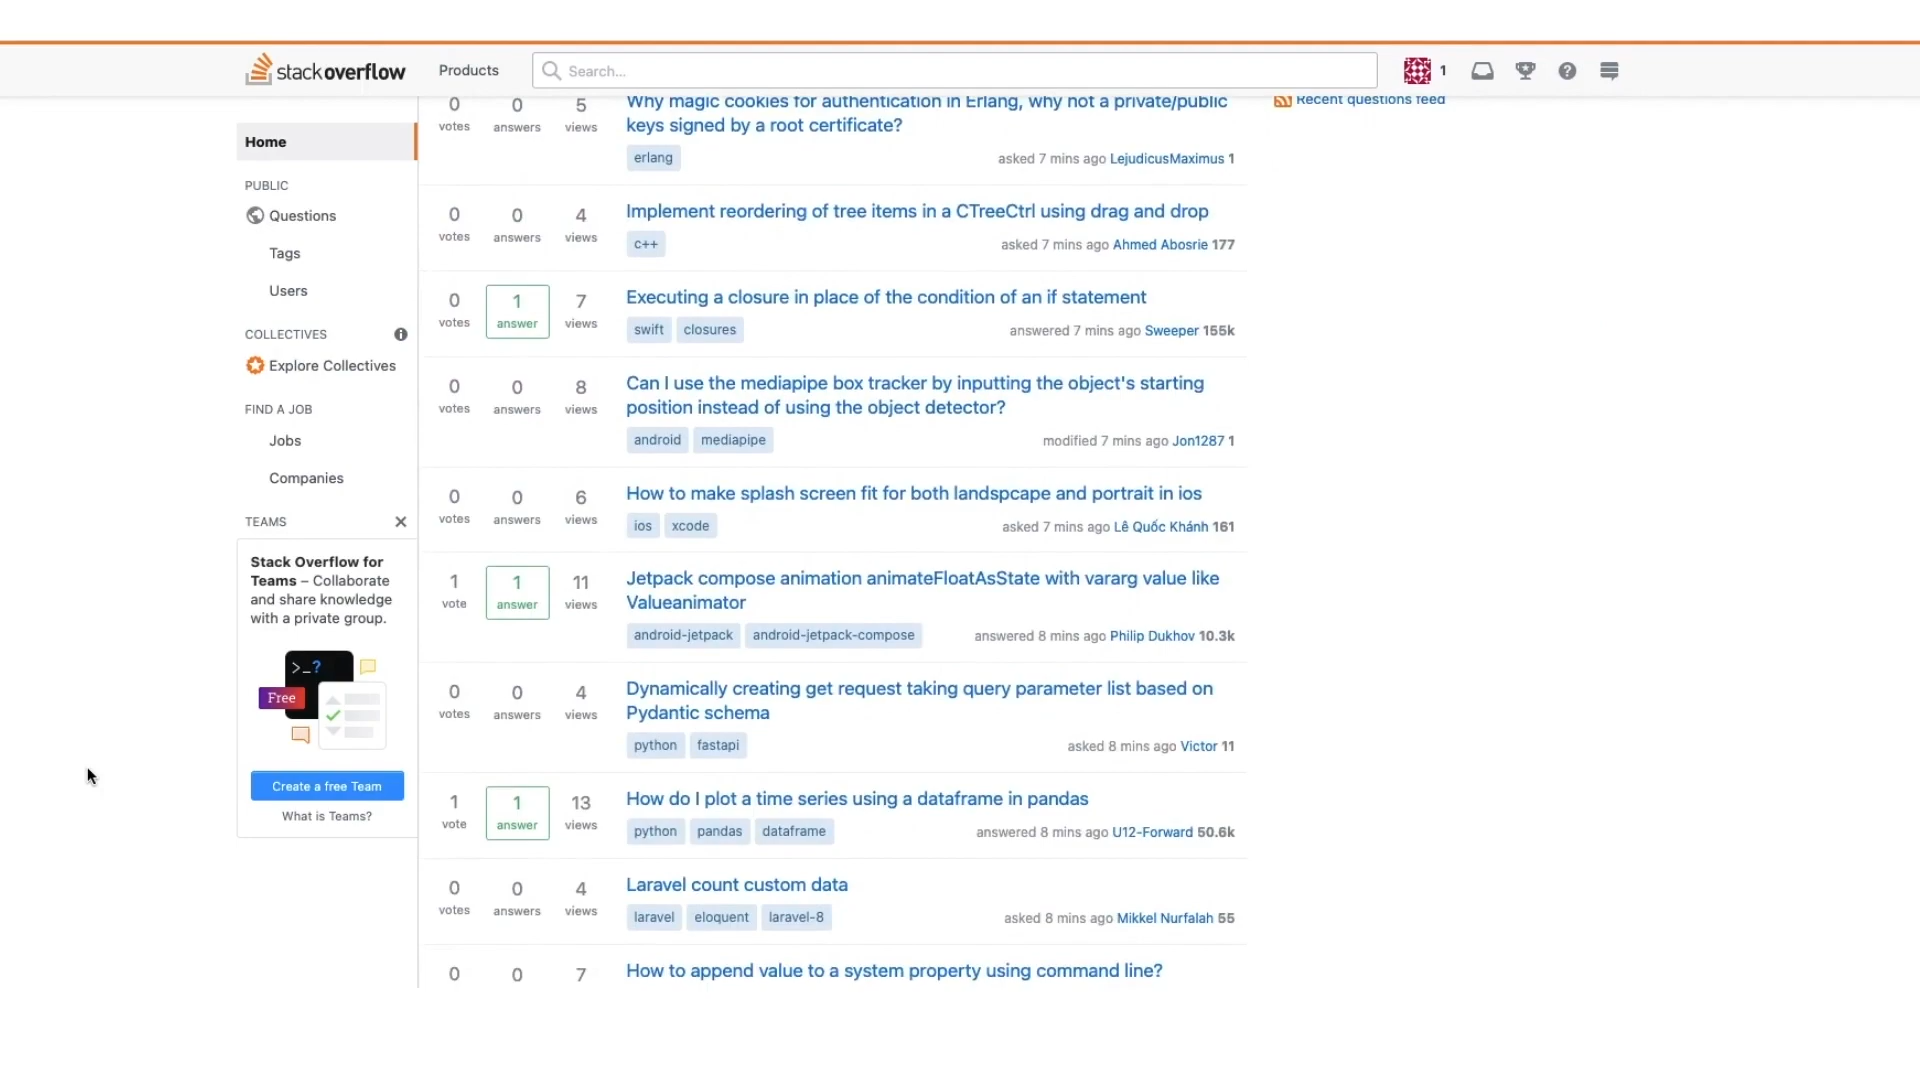 stackoverflow
Products
Search...
1
Home
PUBLIC
Questions
Tags
Users
COLLECTIVES
Explore Collectives
FIND A JOB
Jobs
Companies
TEAMS
Stack Overflow for
Teams – Collaborate
and share knowledge
with a private group.
>_?
Free
Create a free Team
What is Teams?
0 0 5
votes answers views
Why magic cookies for authentication in Erlang, why not a private/public
keys signed by a root certificate?
erlang
asked 7 mins ago LejudicusMaximus 1
0 0 4
votes answers views
Implement reordering of tree items in a CTreeCtrl using drag and drop
c++
asked 7 mins ago Ahmed Abosrie 177
0 1 7
votes answer views
Executing a closure in place of the condition of an if statement
swift closures
answered 7 mins ago Sweeper 155k
0 0 8
votes answers views
Can I use the mediapipe box tracker by inputting the object's starting
position instead of using the object detector?
android mediapipe
modified 7 mins ago Jon1287 1
0 0 6
votes answers views
How to make splash screen fit for both landspcape and portrait in ios
ios xcode
asked 7 mins ago Lê Quốc Khánh 161
1 1 11
vote answer views
Jetpack compose animation animateFloatAsState with vararg value like
Valueanimator
android-jetpack android-jetpack-compose
answered 8 mins ago Philip Dukhov 10.3k
0 0 4
votes answers views
Dynamically creating get request taking query parameter list based on
Pydantic schema
python fastapi
asked 8 mins ago Victor 11
1 1 13
vote answer views
How do I plot a time series using a dataframe in pandas
python pandas dataframe
answered 8 mins ago U12-Forward 50.6k
0 0 4
votes answers views
Laravel count custom data
laravel eloquent laravel-8
asked 8 mins ago Mikkel Nurfalah 55
0 0 7
How to append value to a system property using command line?
Recent questions feed